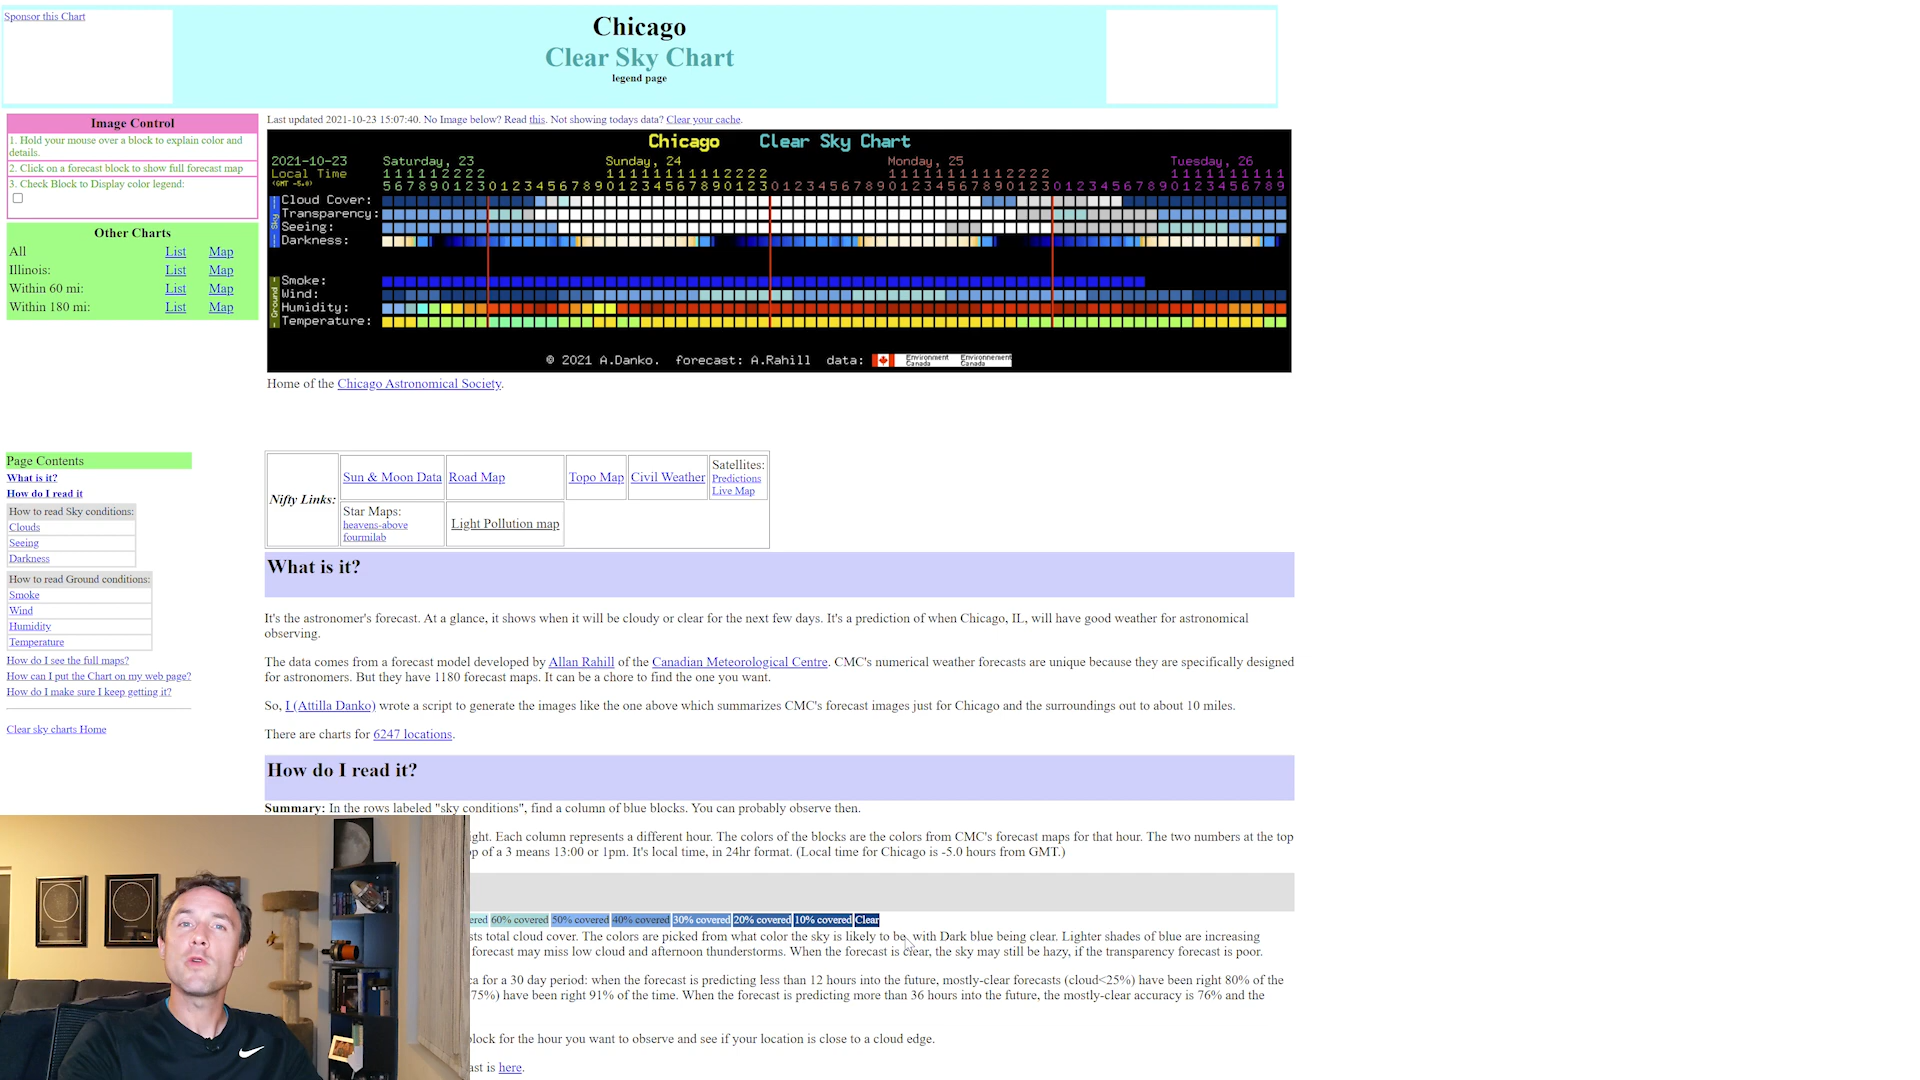 Sponsor this Chart
Chicago
Clear Sky Chart
legend page
Image Control
1. Hold your mouse over a block to explain color and
details.
2. Click on a forecast block to show full forecast map
3. Check Block to Display color legend:
Other Charts
All List Map
Illinois: List Map
Within 60 mi: List Map
Within 180 mi: List Map
Last updated 2021-10-23 15:07:40. No Image below? Read this. Not showing todays data? Clear your cache.
Chicago Clear Sky Chart
2021-10-23 Saturday, 23 Sunday, 24 Monday, 25 Tuesday, 26
Local Time
(GMT -5.0)
Sky
Cloud Cover:
Transparency:
Seeing:
Darkness:
Ground
Smoke:
Wind:
Humidity:
Temperature:
© 2021 A.Danko. forecast: A.Rahill data: Environment Canada Environnement Canada
Home of the Chicago Astronomical Society.
Page Contents
What is it?
How do I read it
How to read Sky conditions:
Clouds
Seeing
Darkness
How to read Ground conditions:
Smoke
Wind
Humidity
Temperature
How do I see the full maps?
How can I put the Chart on my web page?
How do I make sure I keep getting it?
Clear sky charts Home
Nifty Links:
Sun & Moon Data Road Map Topo Map Civil Weather
Satellites:
Predictions
Live Map
Star Maps:
heavens-above
fourmilab
Light Pollution map
What is it?
It's the astronomer's forecast. At a glance, it shows when it will be cloudy or clear for the next few days. It's a prediction of when Chicago, IL, will have good weather for astronomical
observing.
The data comes from a forecast model developed by Allan Rahill of the Canadian Meteorological Centre. CMC's numerical weather forecasts are unique because they are specifically designed
for astronomers. But they have 1180 forecast maps. It can be a chore to find the one you want.
So, I (Attilla Danko) wrote a script to generate the images like the one above which summarizes CMC's forecast images just for Chicago and the surroundings out to about 10 miles.
There are charts for 6247 locations.
How do I read it?
Summary: In the rows labeled "sky conditions", find a column of blue blocks. You can probably observe then.
ght. Each column represents a different hour. The colors of the blocks are the colors from CMC's forecast maps for that hour. The two numbers at the top
op of a 3 means 13:00 or 1pm. It's local time, in 24hr format. (Local time for Chicago is -5.0 hours from GMT.)
ered 60% covered 50% covered 40% covered 30% covered 20% covered 10% covered Clear
sts total cloud cover. The colors are picked from what color the sky is likely to be, with Dark blue being clear. Lighter shades of blue are increasing
forecast may miss low cloud and afternoon thunderstorms. When the forecast is clear, the sky may still be hazy, if the transparency forecast is poor.
ca for a 30 day period: when the forecast is predicting less than 12 hours into the future, mostly-clear forecasts (cloud<25%) have been right 80% of the
75%) have been right 91% of the time. When the forecast is predicting more than 36 hours into the future, the mostly-clear accuracy is 76% and the
block for the hour you want to observe and see if your location is close to a cloud edge.
ast is here.